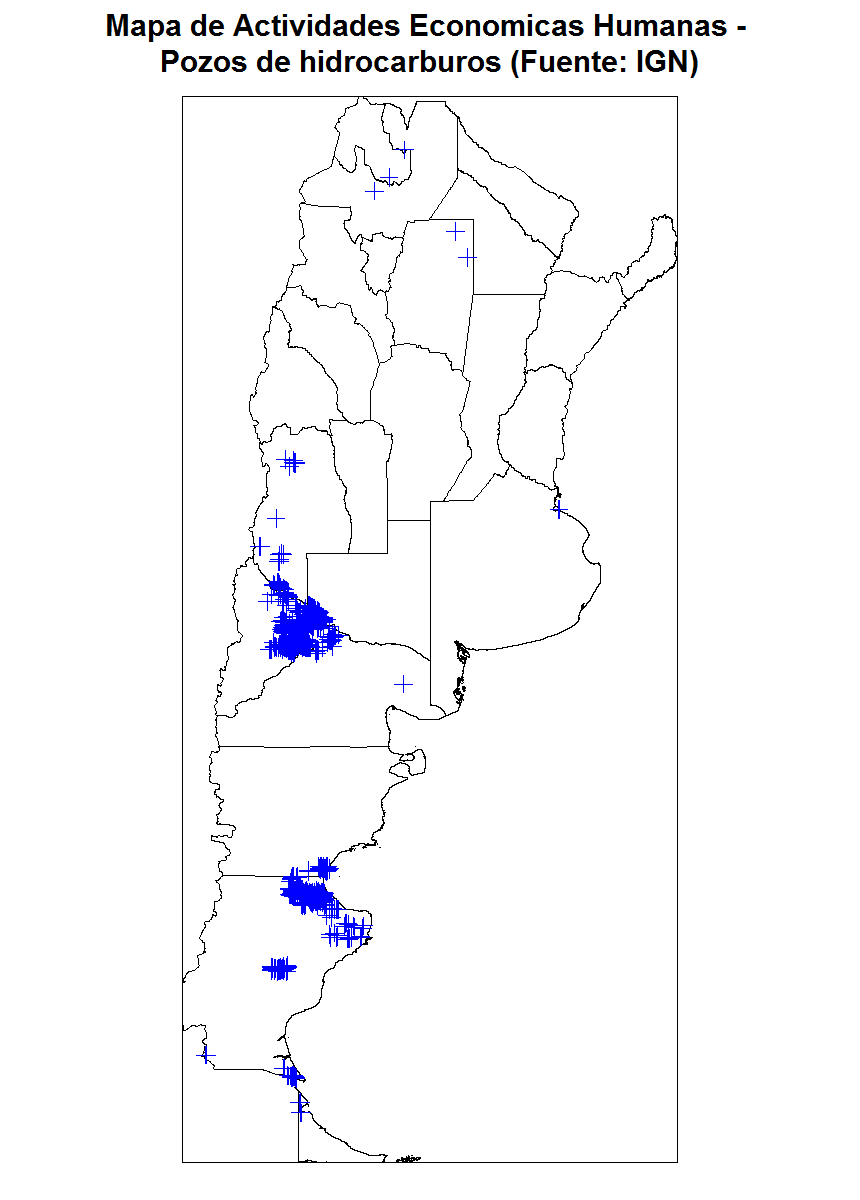 Mapa de Actividades Economicas Humanas -
Pozos de hidrocarburos (Fuente: IGN)